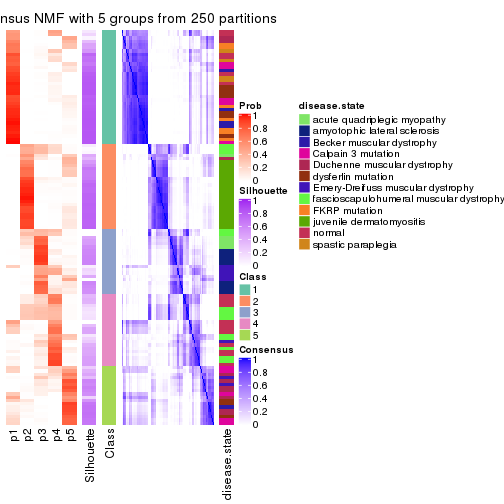 nsus NMF with 5 groups from 250 partitions
Prob
1
0.8
0.6
0.4
0.2
0
Silhouette
1
0.8
0.6
0.4
0.2
0
Class
1
2
3
4
5
Consensus
1
0.8
0.6
0.4
0.2
0
disease.state
acute quadriplegic myopathy
amyotophic lateral sclerosis
Becker muscular dystrophy
Calpain 3 mutation
Duchenne muscular dystrophy
dysferlin mutation
Emery-Dreifuss muscular dystrophy
fascioscapulohumeral muscular dystrophy
FKRP mutation
juvenile dermatomyositis
normal
spastic paraplegia
p1
p2
p3
p4
p5
Silhouette
Class
disease.state